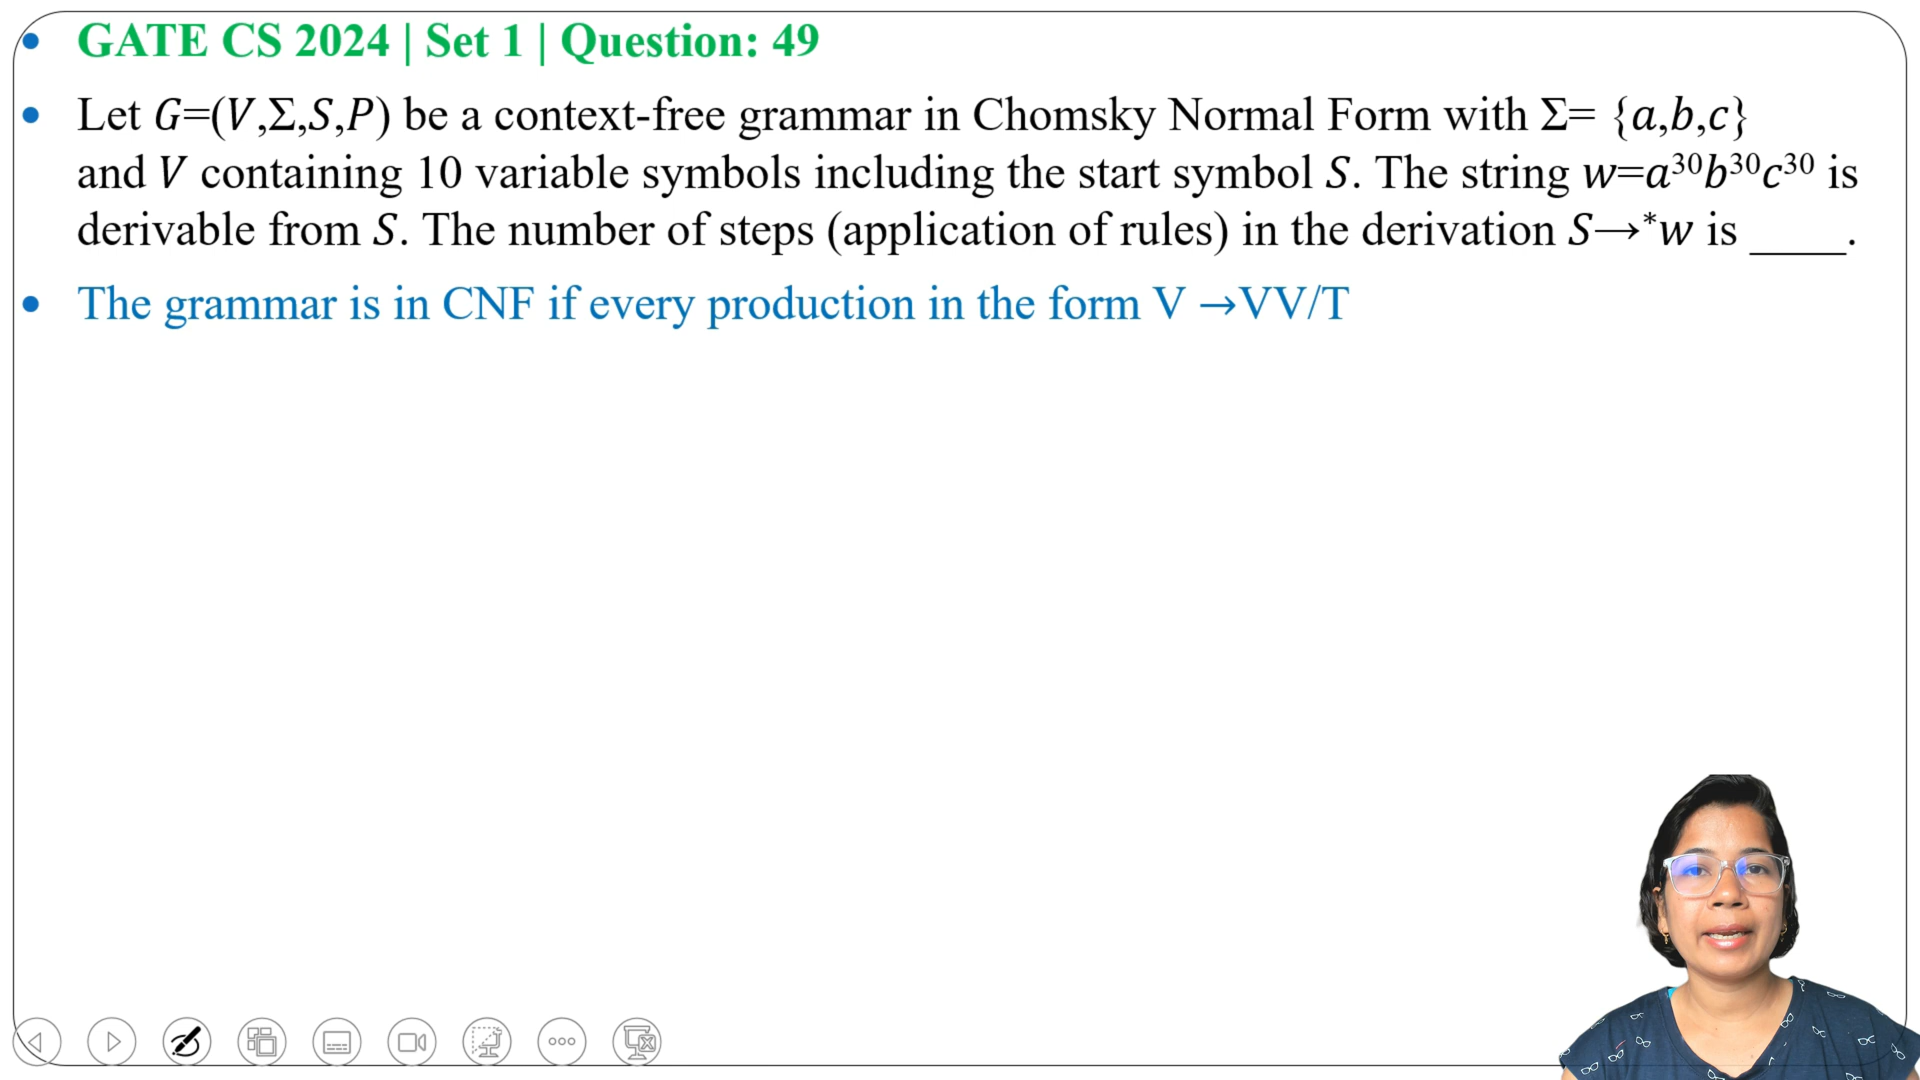 GATE CS 2024 | Set 1 | Question: 49
Let G=(V,Σ,S,P) be a context-free grammar in Chomsky Normal Form with Σ= {a,b,c}
and V containing 10 variable symbols including the start symbol S. The string w=a³⁰b³⁰c³⁰ is
derivable from S. The number of steps (application of rules) in the derivation S→*w is _____.
The grammar is in CNF if every production in the form V →VV/T